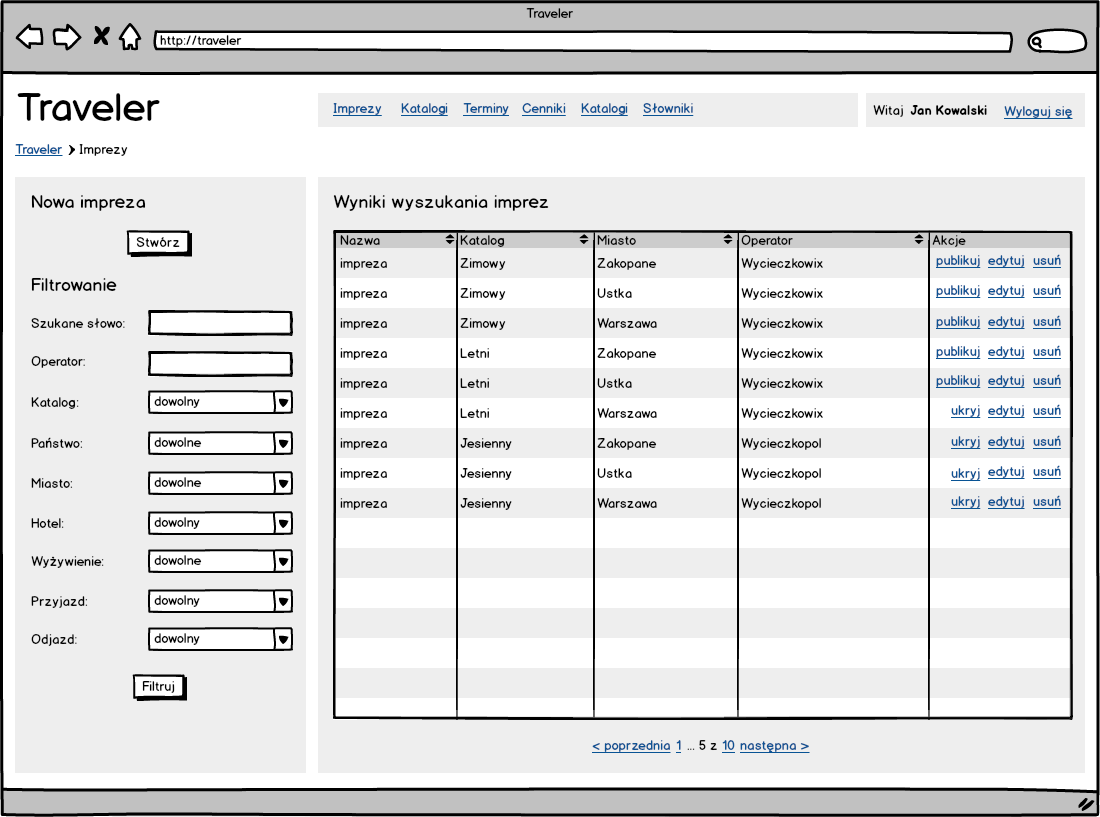 Traveler
http://traveler
Traveler
Imprezy Katalogi Terminy Cenniki Katalogi Słowniki
Witaj Jan Kowalski Wyloguj się
Traveler > Imprezy
Nowa impreza
Stwórz
Filtrowanie
Szukane słowo:
Operator:
Katalog: dowolny
Państwo: dowolne
Miasto: dowolne
Hotel: dowolny
Wyżywienie: dowolne
Przyjazd: dowolny
Odjazd: dowolny
Filtruj
Wyniki wyszukania imprez
Nazwa Katalog Miasto Operator Akcje
impreza Zimowy Zakopane Wycieczkowix publikuj edytuj usuń
impreza Zimowy Ustka Wycieczkowix publikuj edytuj usuń
impreza Zimowy Warszawa Wycieczkowix publikuj edytuj usuń
impreza Letni Zakopane Wycieczkowix publikuj edytuj usuń
impreza Letni Ustka Wycieczkowix publikuj edytuj usuń
impreza Letni Warszawa Wycieczkowix ukryj edytuj usuń
impreza Jesienny Zakopane Wycieczkopol ukryj edytuj usuń
impreza Jesienny Ustka Wycieczkopol ukryj edytuj usuń
impreza Jesienny Warszawa Wycieczkopol ukryj edytuj usuń
< poprzednia 1 ... 5 z 10 następna >